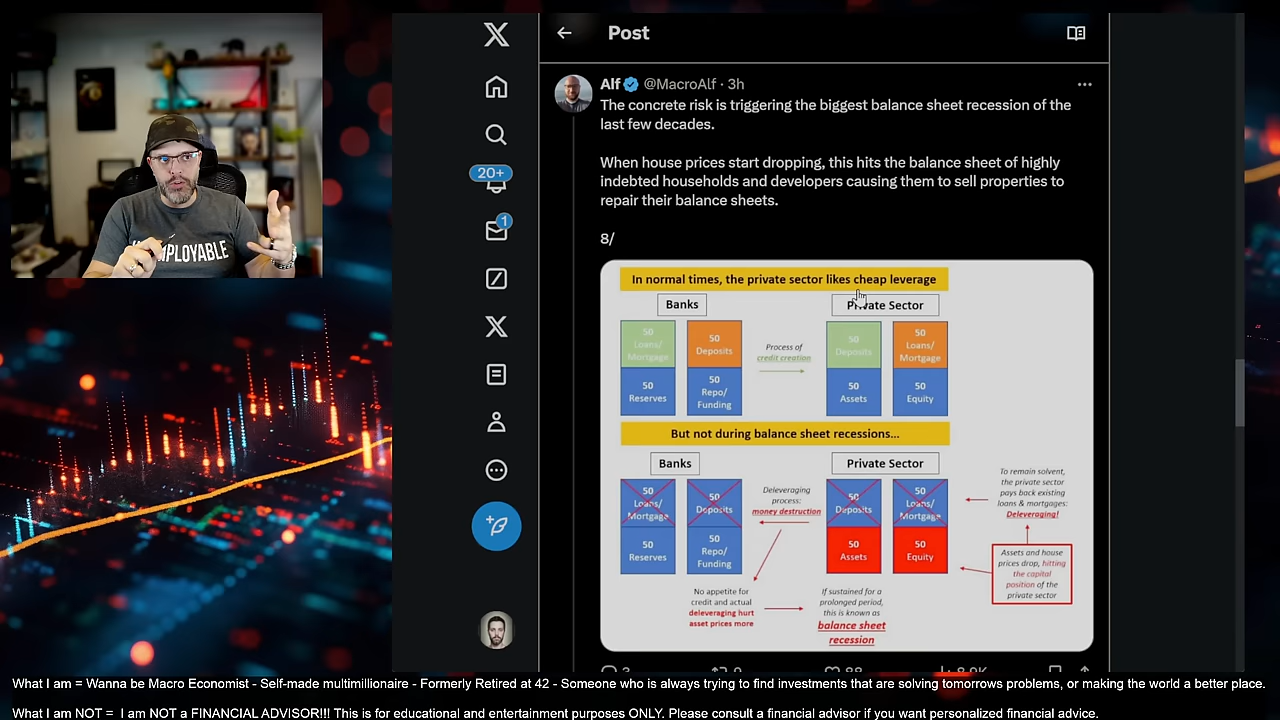 Post
20+
1
Alf @MacroAlf · 3h
The concrete risk is triggering the biggest balance sheet recession of the
last few decades.
When house prices start dropping, this hits the balance sheet of highly
indebted households and developers causing them to sell properties to
repair their balance sheets.
8/
In normal times, the private sector likes cheap leverage
Banks
Private Sector
50
Loans/
Mortgage
50
Deposits
Process of
credit creation
50
Deposits
50
Loans/
Mortgage
50
Reserves
50
Repo/
Funding
50
Assets
50
Equity
But not during balance sheet recessions...
Banks
Private Sector
50
Loans/
Mortgage
50
Deposits
Deleveraging
process:
money destruction
50
Deposits
50
Loans/
Mortgage
To remain solvent,
the private sector
pays back existing
loans & mortgages:
Deleveraging!
50
Reserves
50
Repo/
Funding
50
Assets
50
Equity
Assets and house
prices drop, hitting
the capital
position of the
private sector
No appetite for
credit and actual
deleveraging hurt
asset prices more
If sustained for a
prolonged period,
this is known as
balance sheet
recession
What I am = Wanna be Macro Economist - Self-made multimillionaire - Formerly Retired at 42 - Someone who is always trying to find investments that are solving tomorrows problems, or making the world a better place.
What I am NOT = I am NOT a FINANCIAL ADVISOR!!! This is for educational and entertainment purposes ONLY. Please consult a financial advisor if you want personalized financial advice.